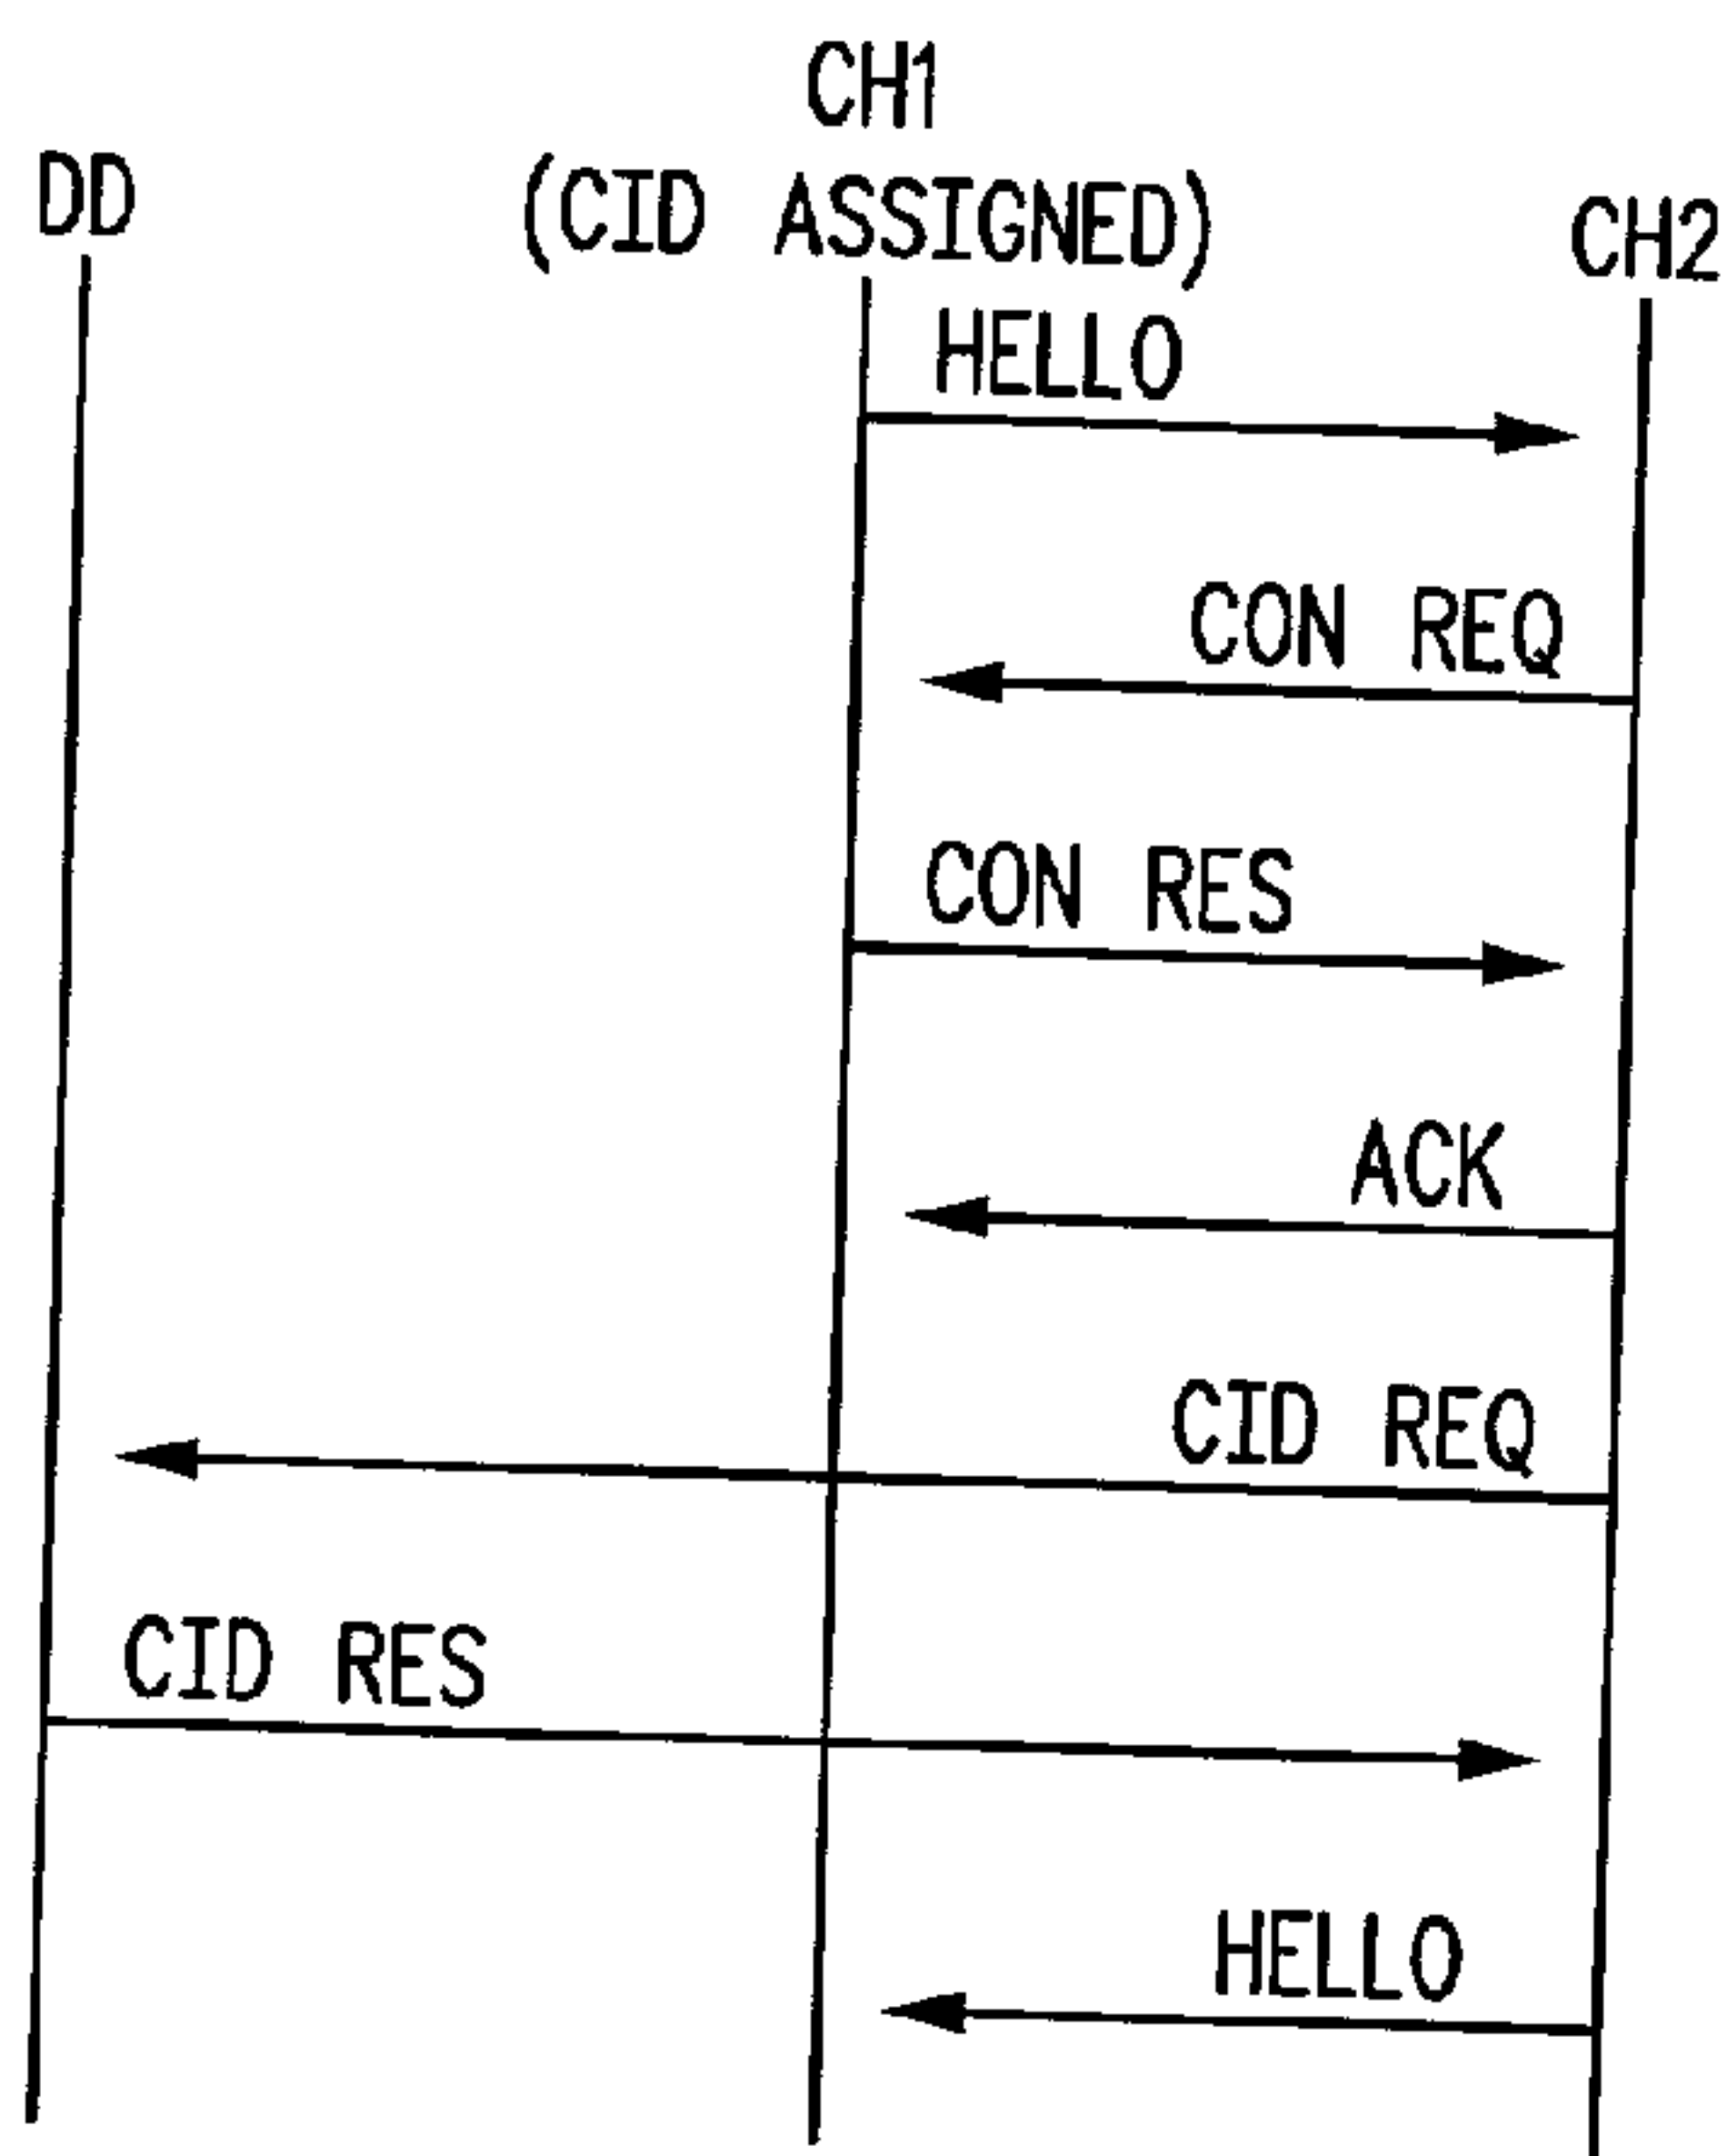 CH1
DD
(CID ASSIGNED)
CH2
HELLO
CON REQ
CON RES
ACK
CID REQ
CID RES
HELLO